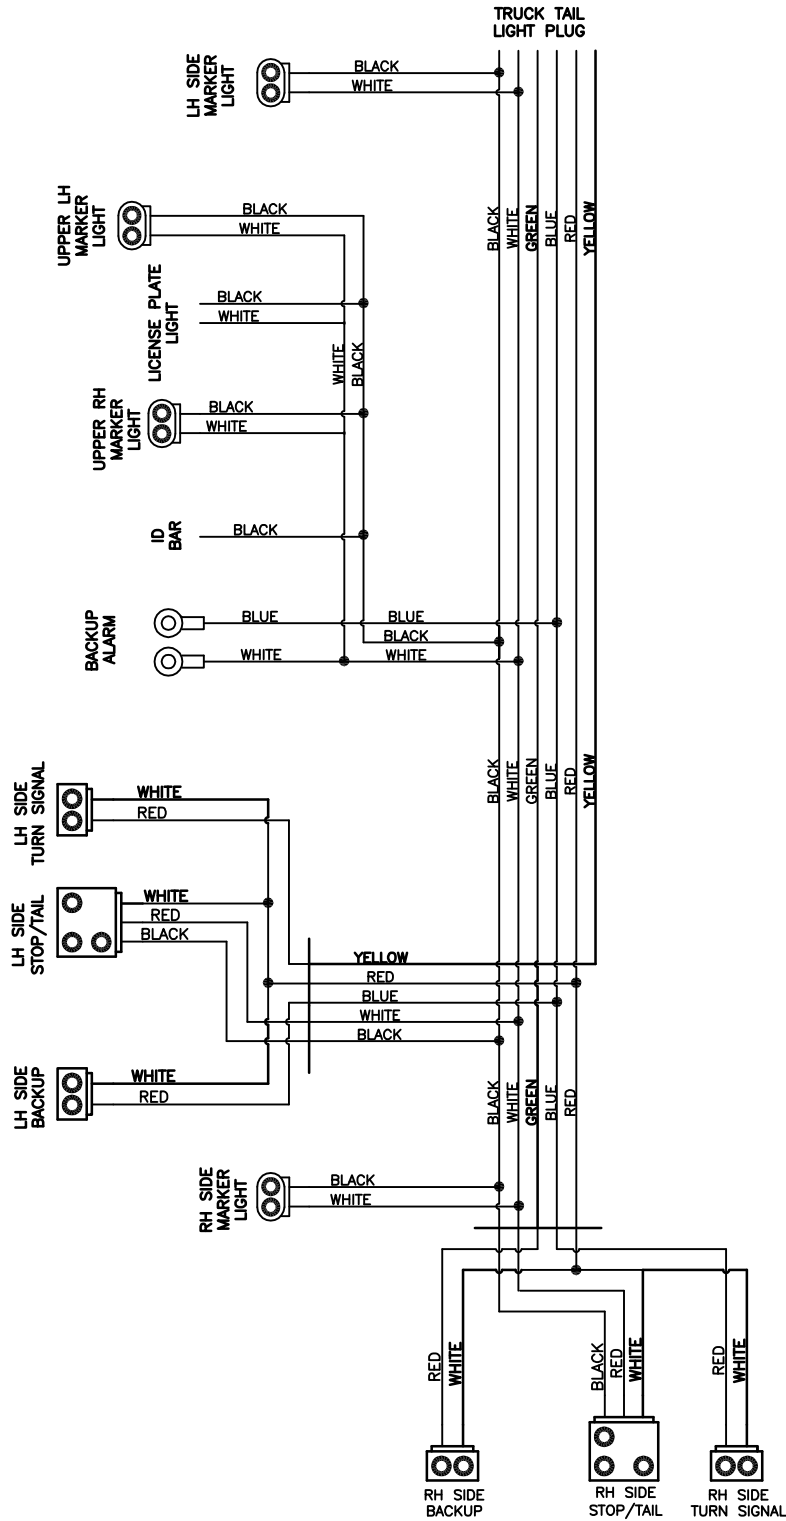 TRUCK TAIL
LIGHT PLUG
LH SIDE
MARKER
LIGHT
BLACK
WHITE
UPPER LH
MARKER
LIGHT
BLACK
WHITE
BLACK
WHITE
GREEN
BLUE
RED
YELLOW
LICENSE PLATE
LIGHT
BLACK
WHITE
WHITE
BLACK
UPPER RH
MARKER
LIGHT
BLACK
WHITE
ID
BAR
BLACK
BACKUP
ALARM
BLUE
BLUE
BLACK
WHITE
WHITE
BLACK
WHITE
GREEN
BLUE
RED
YELLOW
LH SIDE
TURN SIGNAL
WHITE
RED
LH SIDE
STOP/TAIL
WHITE
RED
BLACK
YELLOW
RED
BLUE
WHITE
BLACK
LH SIDE
BACKUP
WHITE
RED
BLACK
WHITE
GREEN
BLUE
RED
RH SIDE
MARKER
LIGHT
BLACK
WHITE
RED
WHITE
BLACK
RED
WHITE
RED
WHITE
RH SIDE
BACKUP
RH SIDE
STOP/TAIL
RH SIDE
TURN SIGNAL